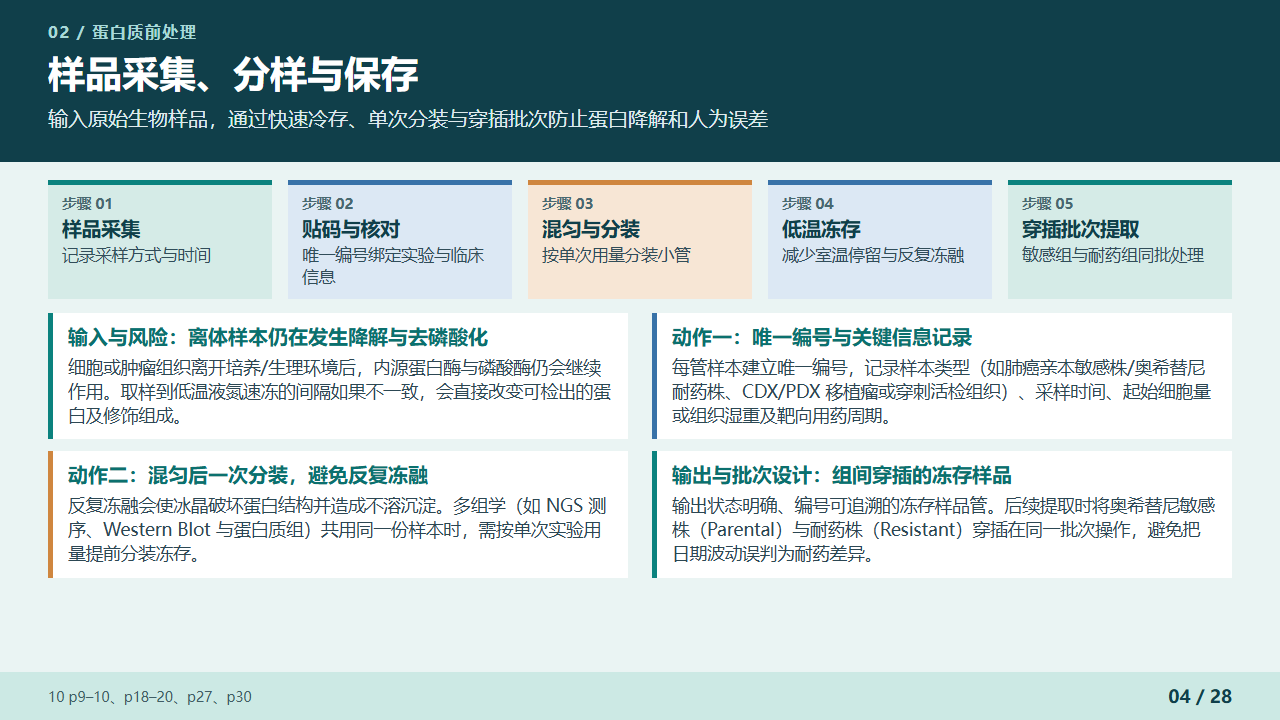 02 / 蛋白质前处理
样品采集、分样与保存
输入原始生物样品，通过快速冷存、单次分装与穿插批次防止蛋白降解和人为误差
步骤 01
样品采集
记录采样方式与时间
步骤 02
贴码与核对
唯一编号绑定实验与临床
信息
步骤 03
混匀与分装
按单次用量分装小管
步骤 04
低温冻存
减少室温停留与反复冻融
步骤 05
穿插批次提取
敏感组与耐药组同批处理
输入与风险：离体样本仍在发生降解与去磷酸化
细胞或肿瘤组织离开培养/生理环境后，内源蛋白酶与磷酸酶仍会继续
作用。取样到低温液氮速冻的间隔如果不一致，会直接改变可检出的蛋
白及修饰组成。
动作一：唯一编号与关键信息记录
每管样本建立唯一编号，记录样本类型（如肺癌亲本敏感株/奥希替尼
耐药株、CDX/PDX 移植瘤或穿刺活检组织）、采样时间、起始细胞量
或组织湿重及靶向用药周期。
动作二：混匀后一次分装，避免反复冻融
反复冻融会使冰晶破坏蛋白结构并造成不溶沉淀。多组学（如 NGS 测
序、Western Blot 与蛋白质组）共用同一份样本时，需按单次实验用
量提前分装冻存。
输出与批次设计：组间穿插的冻存样品
输出状态明确、编号可追溯的冻存样品管。后续提取时将奥希替尼敏感
株（Parental）与耐药株（Resistant）穿插在同一批次操作，避免把
日期波动误判为耐药差异。
10 p9–10、p18–20、p27、p30
04 / 28